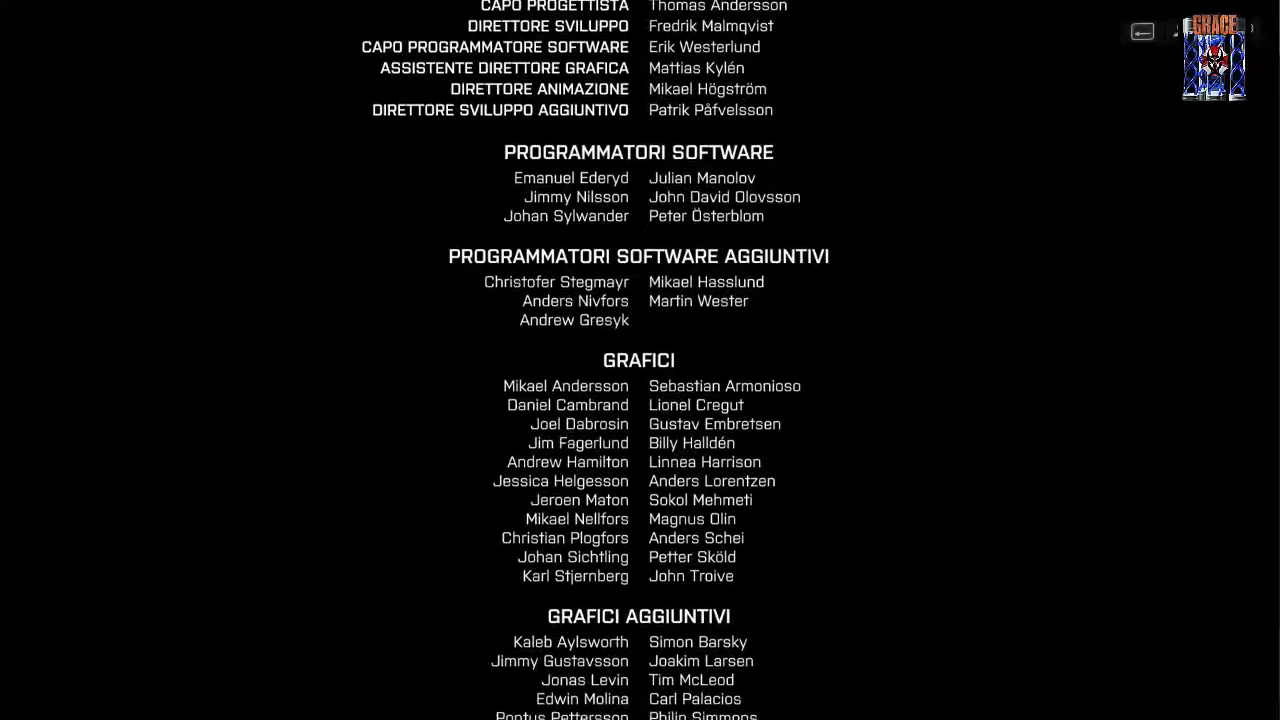 CAPO PROGETTISTA Thomas Andersson
DIRETTORE SVILUPPO Fredrik Malmqvist
CAPO PROGRAMMATORE SOFTWARE Erik Westerlund
ASSISTENTE DIRETTORE GRAFICA Mattias Kylén
DIRETTORE ANIMAZIONE Mikael Högström
DIRETTORE SVILUPPO AGGIUNTIVO Patrik Påfvelsson
GRACE
PROGRAMMATORI SOFTWARE
Emanuel Ederyd Julian Manolov
Jimmy Nilsson John David Olovsson
Johan Sylwander Peter Österblom
PROGRAMMATORI SOFTWARE AGGIUNTIVI
Christofer Stegmayr Mikael Hasslund
Anders Nivfors Martin Wester
Andrew Gresyk
GRAFICI
Mikael Andersson Sebastian Armonioso
Daniel Cambrand Lionel Cregut
Joel Dabrosin Gustav Embretsen
Jim Fagerlund Billy Halldén
Andrew Hamilton Linnea Harrison
Jessica Helgesson Anders Lorentzen
Jeroen Maton Sokol Mehmeti
Mikael Nellfors Magnus Olin
Christian Plogfors Anders Schei
Johan Sichtling Petter Sköld
Karl Stjernberg John Troive
GRAFICI AGGIUNTIVI
Kaleb Aylsworth Simon Barsky
Jimmy Gustavsson Joakim Larsen
Jonas Levin Tim McLeod
Edwin Molina Carl Palacios
Pontus Pettersson Philip Simmons